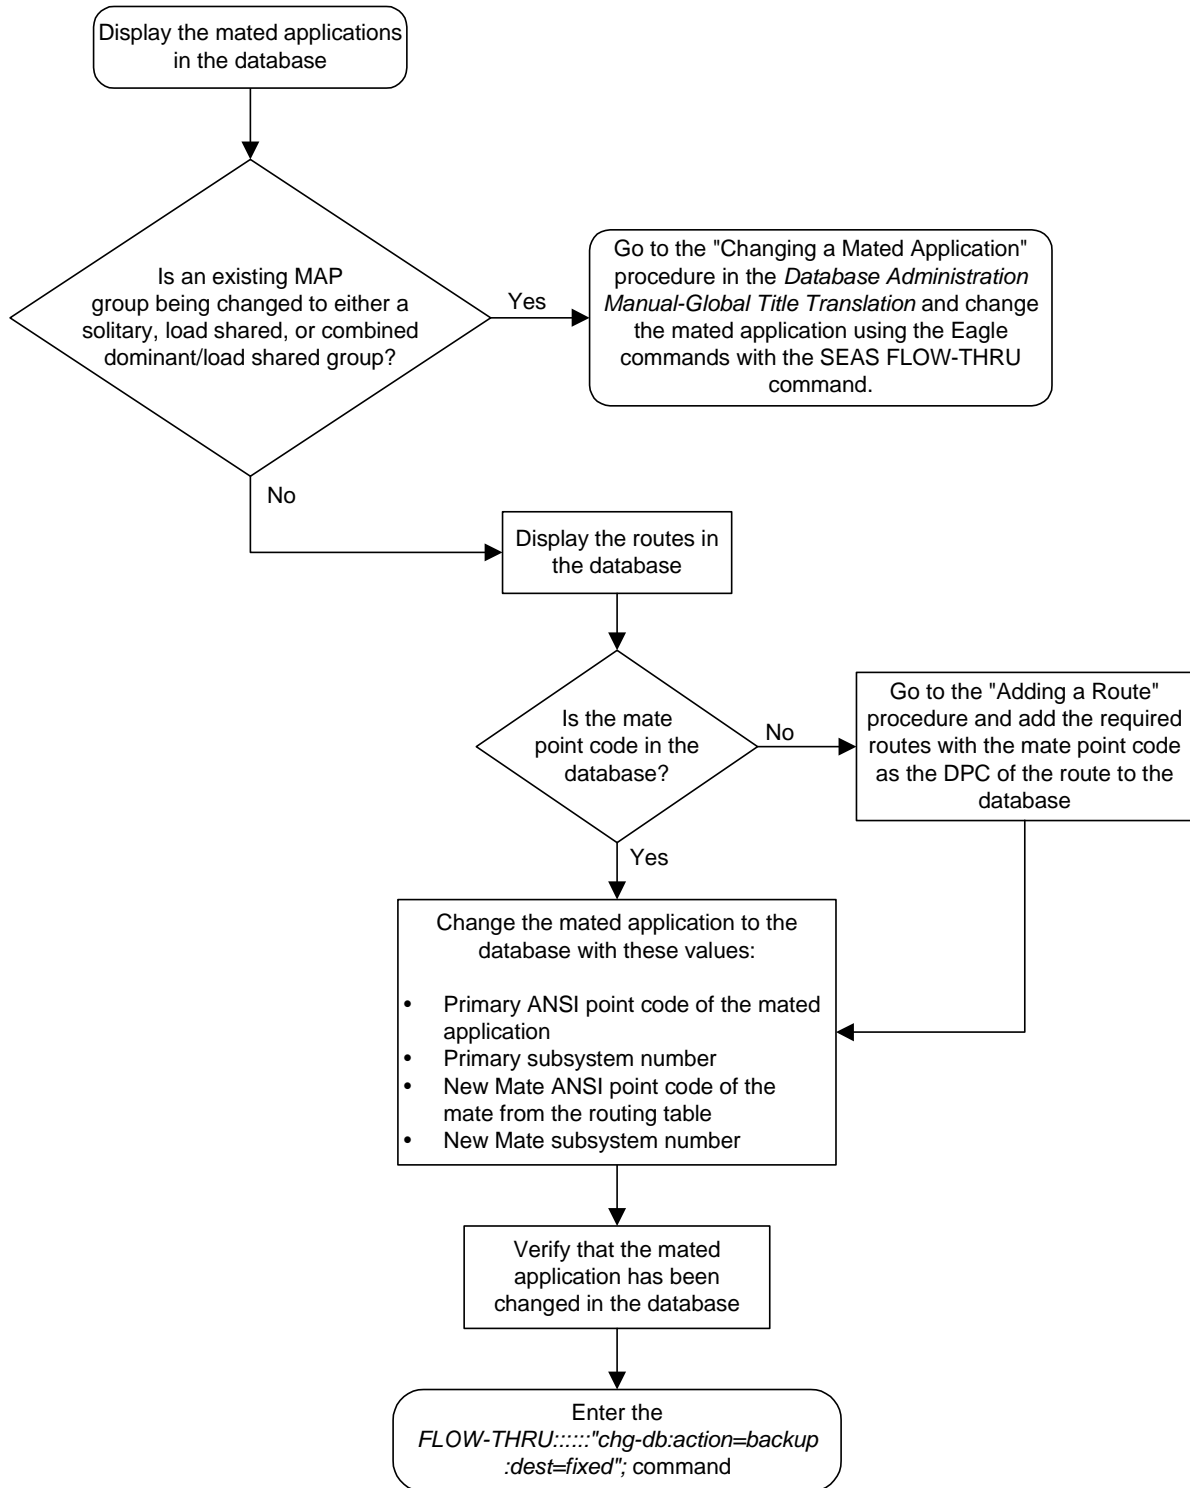 Display the mated applications
in the database
Is an existing MAP
group being changed to either a
solitary, load shared, or combined
dominant/load shared group?
Yes
Go to the "Changing a Mated Application"
procedure in the Database Administration
Manual-Global Title Translation and change
the mated application using the Eagle
commands with the SEAS FLOW-THRU
command.
No
Display the routes in
the database
Is the mate
point code in the
database?
No
Go to the "Adding a Route"
procedure and add the required
routes with the mate point code
as the DPC of the route to the
database
Yes
Change the mated application to the
database with these values:
• Primary ANSI point code of the mated
application
• Primary subsystem number
• New Mate ANSI point code of the
mate from the routing table
• New Mate subsystem number
Verify that the mated
application has been
changed in the database
Enter the
FLOW-THRU::::::"chg-db:action=backup
:dest=fixed"; command